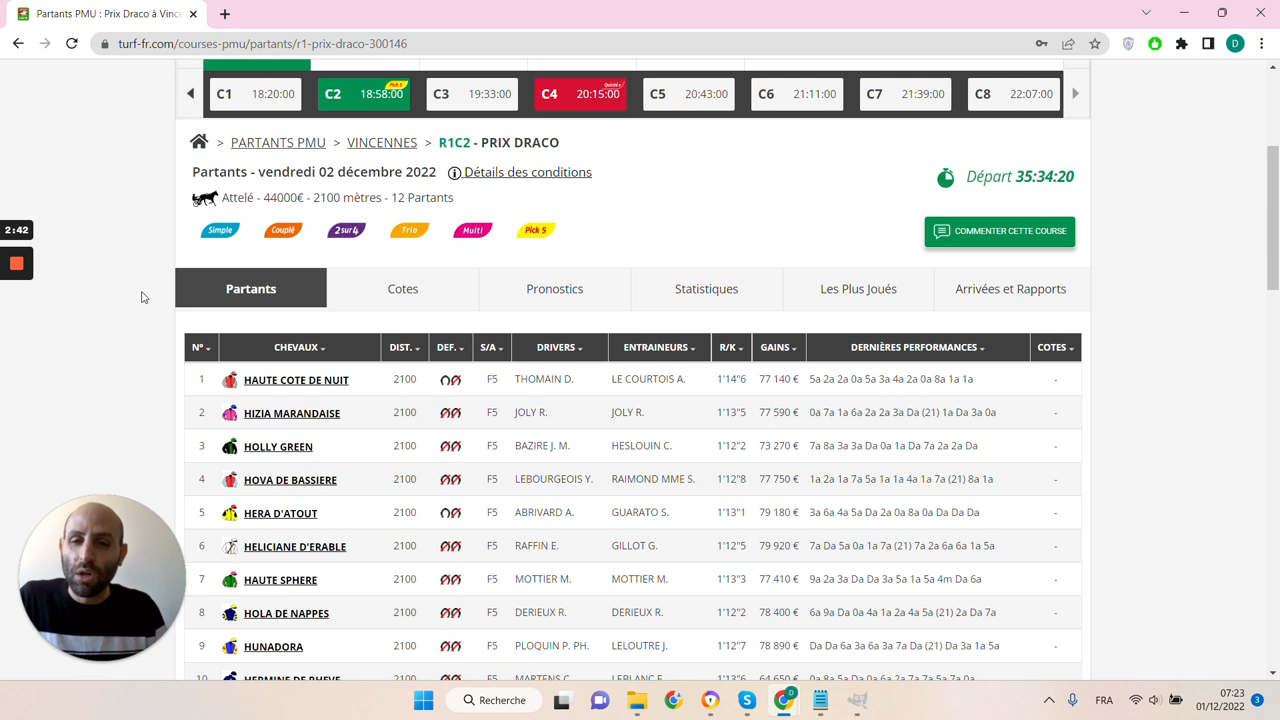 Partants PMU : Prix Draco à Vince
turf-fr.com/courses-pmu/partants/r1-prix-draco-300146
D
C1 18:20:00
C2 18:58:00 Pick 5
C3 19:33:00
C4 20:15:00 Quinté+
C5 20:43:00
C6 21:11:00
C7 21:39:00
C8 22:07:00
> PARTANTS PMU > VINCENNES > R1C2 - PRIX DRACO
Partants - vendredi 02 décembre 2022 Détails des conditions
Départ 35:34:20
Attelé - 44000€ - 2100 mètres - 12 Partants
Simple Couplé 2sur4 Trio Multi Pick 5
COMMENTER CETTE COURSE
2:42
Partants Cotes Pronostics Statistiques Les Plus Joués Arrivées et Rapports
N° CHEVAUX DIST. DEF. S/A DRIVERS ENTRAINEURS R/K GAINS DERNIÈRES PERFORMANCES COTES
1 HAUTE COTE DE NUIT 2100 F5 THOMAIN D. LE COURTOIS A. 1'14"6 77 140 € 5a 2a 2a 0a 5a 3a 4a 2a 0a 8a 1a 1a -
2 HIZIA MARANDAISE 2100 F5 JOLY R. JOLY R. 1'13"5 77 590 € 0a 7a 1a 6a 2a 2a 3a Da (21) 1a Da 3a 0a -
3 HOLLY GREEN 2100 F5 BAZIRE J. M. HESLOUIN C. 1'12"2 73 270 € 7a 8a 3a 3a Da 0a 1a Da 7a 2a 2a Da -
4 HOVA DE BASSIERE 2100 F5 LEBOURGEOIS Y. RAIMOND MME S. 1'12"8 77 750 € 1a 2a 1a 7a 5a 1a 1a 4a 1a 7a (21) 8a 1a -
5 HERA D'ATOUT 2100 F5 ABRIVARD A. GUARATO S. 1'13"1 79 180 € 3a 6a 4a 5a Da 2a 0a 8a 0a Da Da Da -
6 HELICIANE D'ERABLE 2100 F5 RAFFIN E. GILLOT G. 1'12"5 79 920 € 7a Da 5a 0a 1a 7a (21) 7a 2a 6a 6a 1a 5a -
7 HAUTE SPHERE 2100 F5 MOTTIER M. MOTTIER M. 1'13"3 77 410 € 9a 2a 3a Da Da 3a 5a 1a 5a 4m Da 6a -
8 HOLA DE NAPPES 2100 F5 DERIEUX R. DERIEUX R. 1'12"2 78 400 € 6a 9a Da 0a 4a 1a 2a 4a 5a (21) 2a Da 7a -
9 HUNADORA 2100 F5 PLOQUIN P. PH. LELOUTRE J. 1'12"7 78 890 € Da Da 6a 3a 6a 3a 7a Da (21) Da 3a 1a 5a -
Recherche
FRA
07:23
01/12/2022
3